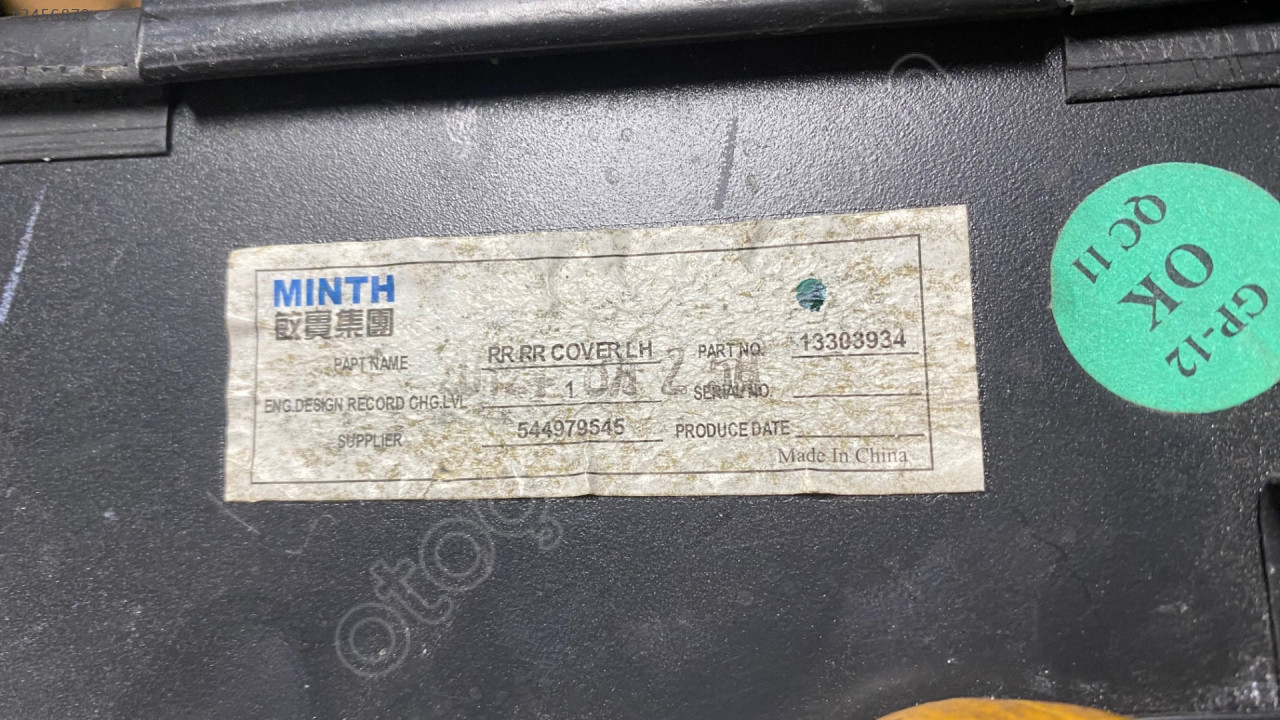 MINTH
敏實集團
PAPT NAME RR RR COVER LH PART NO. 13303934
ENG.DESIGN RECORD CHG.LVL 1 SERIAL NO.
SUPPLIER 544979545 PRODUCE DATE
Made In China
QC II
OK
GP-12